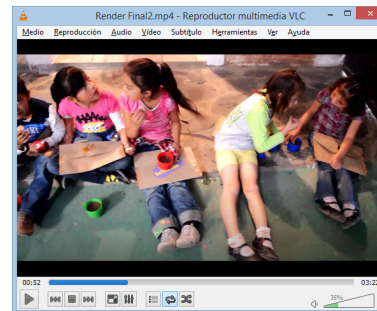 Render Final2.mp4 - Reproductor multimedia VLC
Medio Reproducción Audio Vídeo Subtítulo Herramientas Ver Ayuda
00:52 03:22
35%